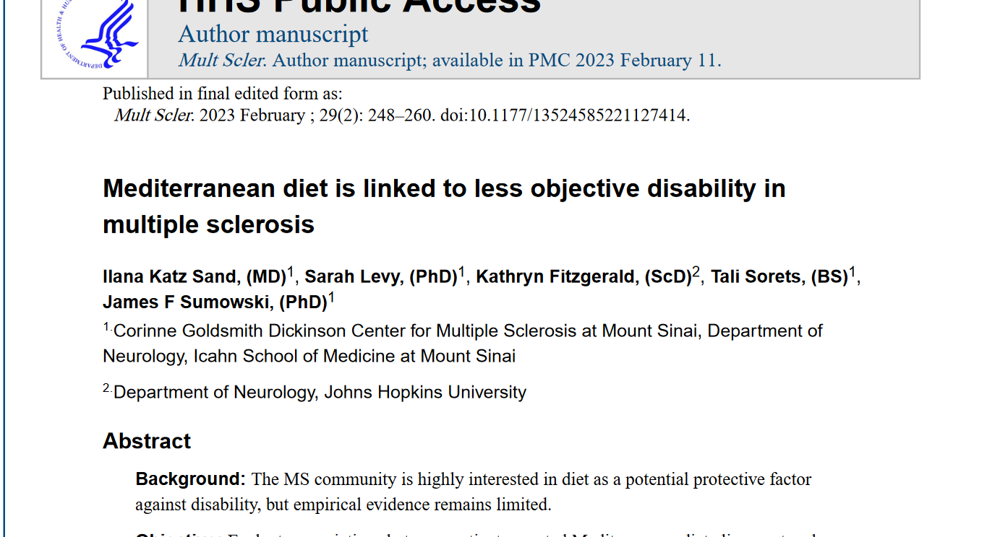 HHS Public Access
Author manuscript
Mult Scler. Author manuscript; available in PMC 2023 February 11.
Published in final edited form as:
Mult Scler. 2023 February ; 29(2): 248–260. doi:10.1177/13524585221127414.
Mediterranean diet is linked to less objective disability in
multiple sclerosis
Ilana Katz Sand, (MD)1, Sarah Levy, (PhD)1, Kathryn Fitzgerald, (ScD)2, Tali Sorets, (BS)1,
James F Sumowski, (PhD)1
1.Corinne Goldsmith Dickinson Center for Multiple Sclerosis at Mount Sinai, Department of
Neurology, Icahn School of Medicine at Mount Sinai
2.Department of Neurology, Johns Hopkins University
Abstract
Background: The MS community is highly interested in diet as a potential protective factor
against disability, but empirical evidence remains limited.